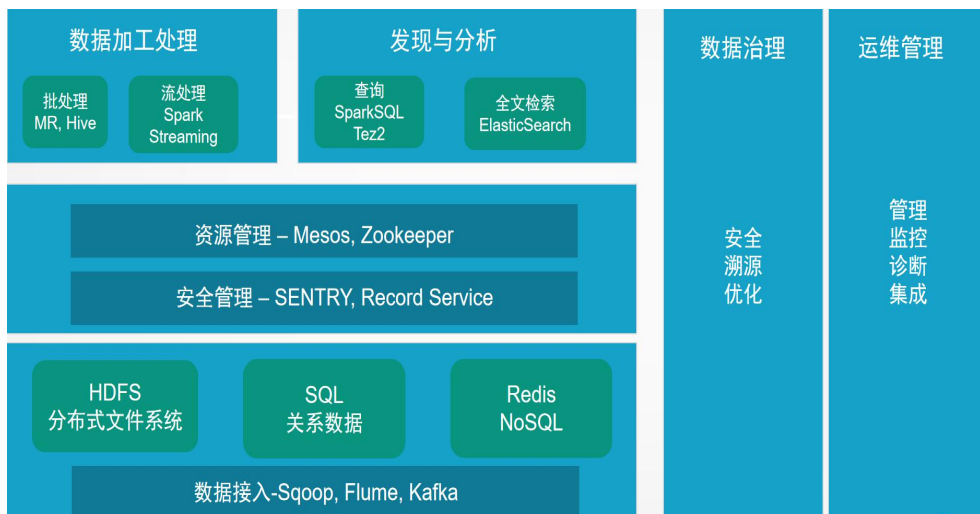 数据加工处理
批处理
MR, Hive
流处理
Spark
Streaming
发现与分析
查询
SparkSQL
Tez2
全文检索
ElasticSearch
资源管理 – Mesos, Zookeeper
安全管理 – SENTRY, Record Service
HDFS
分布式文件系统
SQL
关系数据
Redis
NoSQL
数据接入-Sqoop, Flume, Kafka
数据治理
安全
溯源
优化
运维管理
管理
监控
诊断
集成